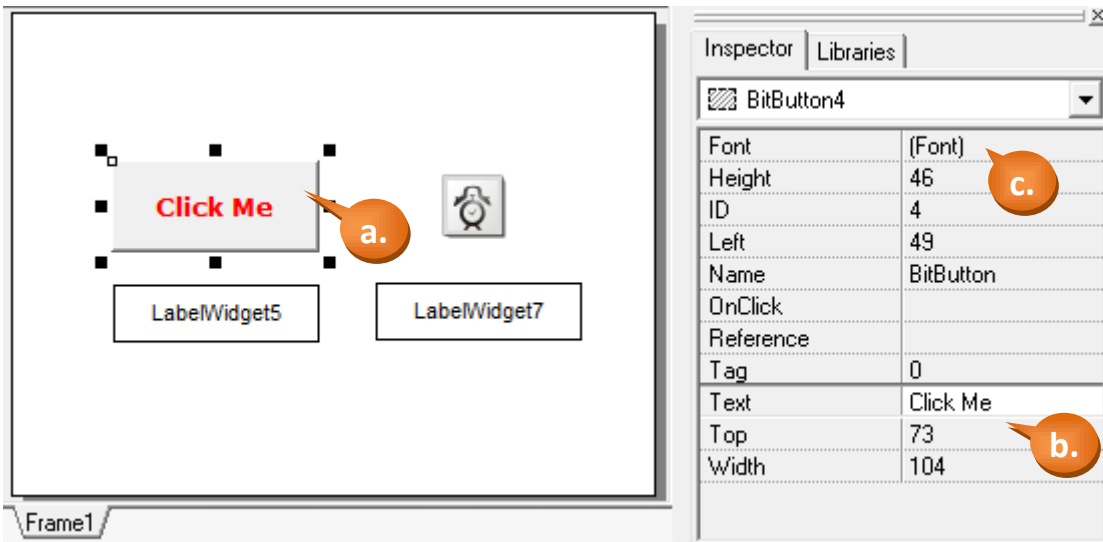 Click Me
a.
LabelWidget5
LabelWidget7
Frame1
Inspector Libraries
BitButton4
Font (Font)
c.
Height 46
ID 4
Left 49
Name BitButton
OnClick
Reference
Tag 0
Text Click Me
Top 73
b.
Width 104